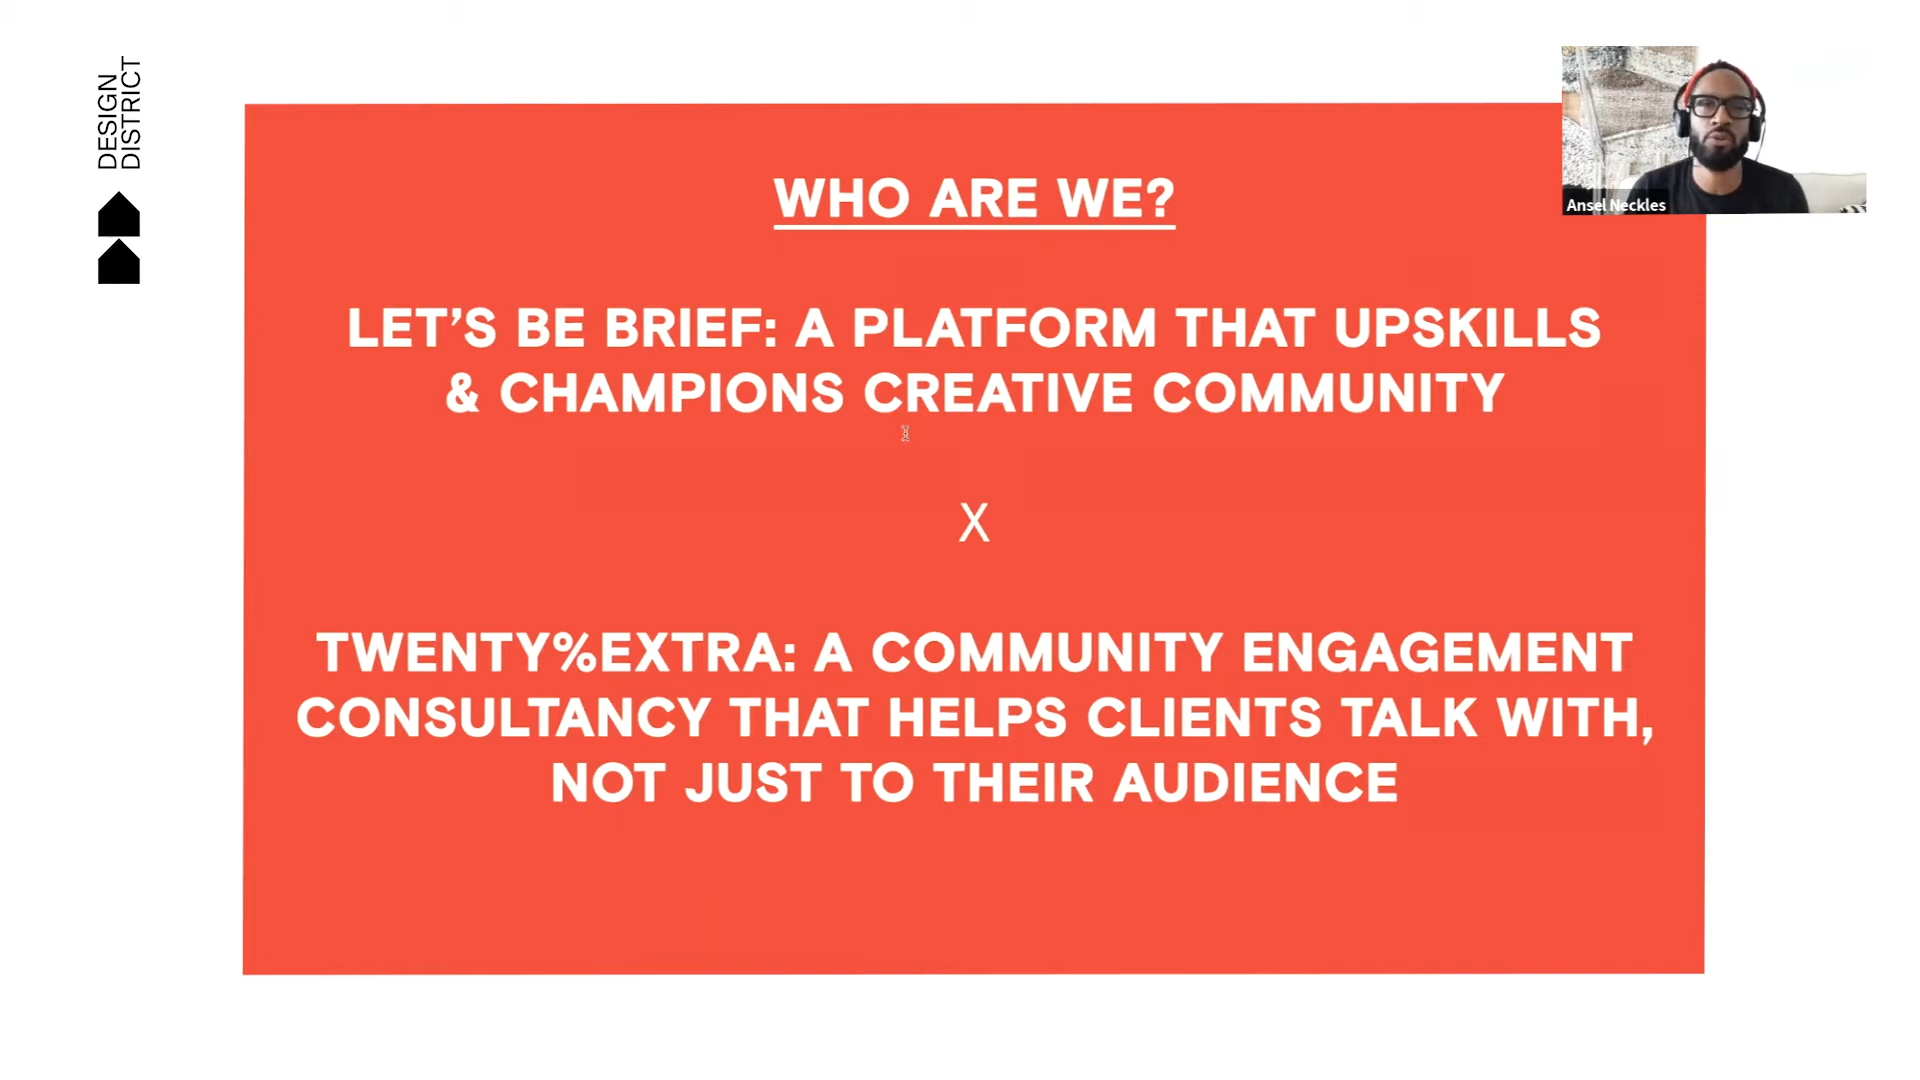 DESIGN
DISTRICT
WHO ARE WE?
LET’S BE BRIEF: A PLATFORM THAT UPSKILLS
& CHAMPIONS CREATIVE COMMUNITY
X
TWENTY%EXTRA: A COMMUNITY ENGAGEMENT
CONSULTANCY THAT HELPS CLIENTS TALK WITH,
NOT JUST TO THEIR AUDIENCE
Ansel Neckles